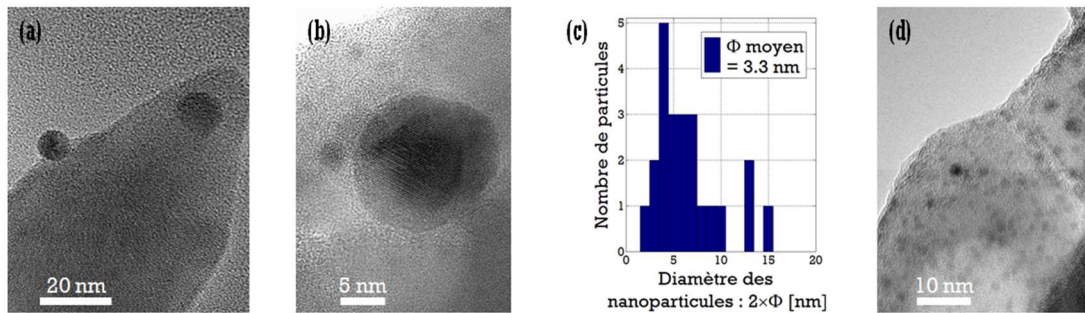 (a)
20 nm
(b)
5 nm
(c)
Nombre de particules
5
4
3
2
1
0
Φ moyen
= 3.3 nm
0 5 10 15 20
Diamètre des
nanoparticules : 2×Φ [nm]
(d)
10 nm